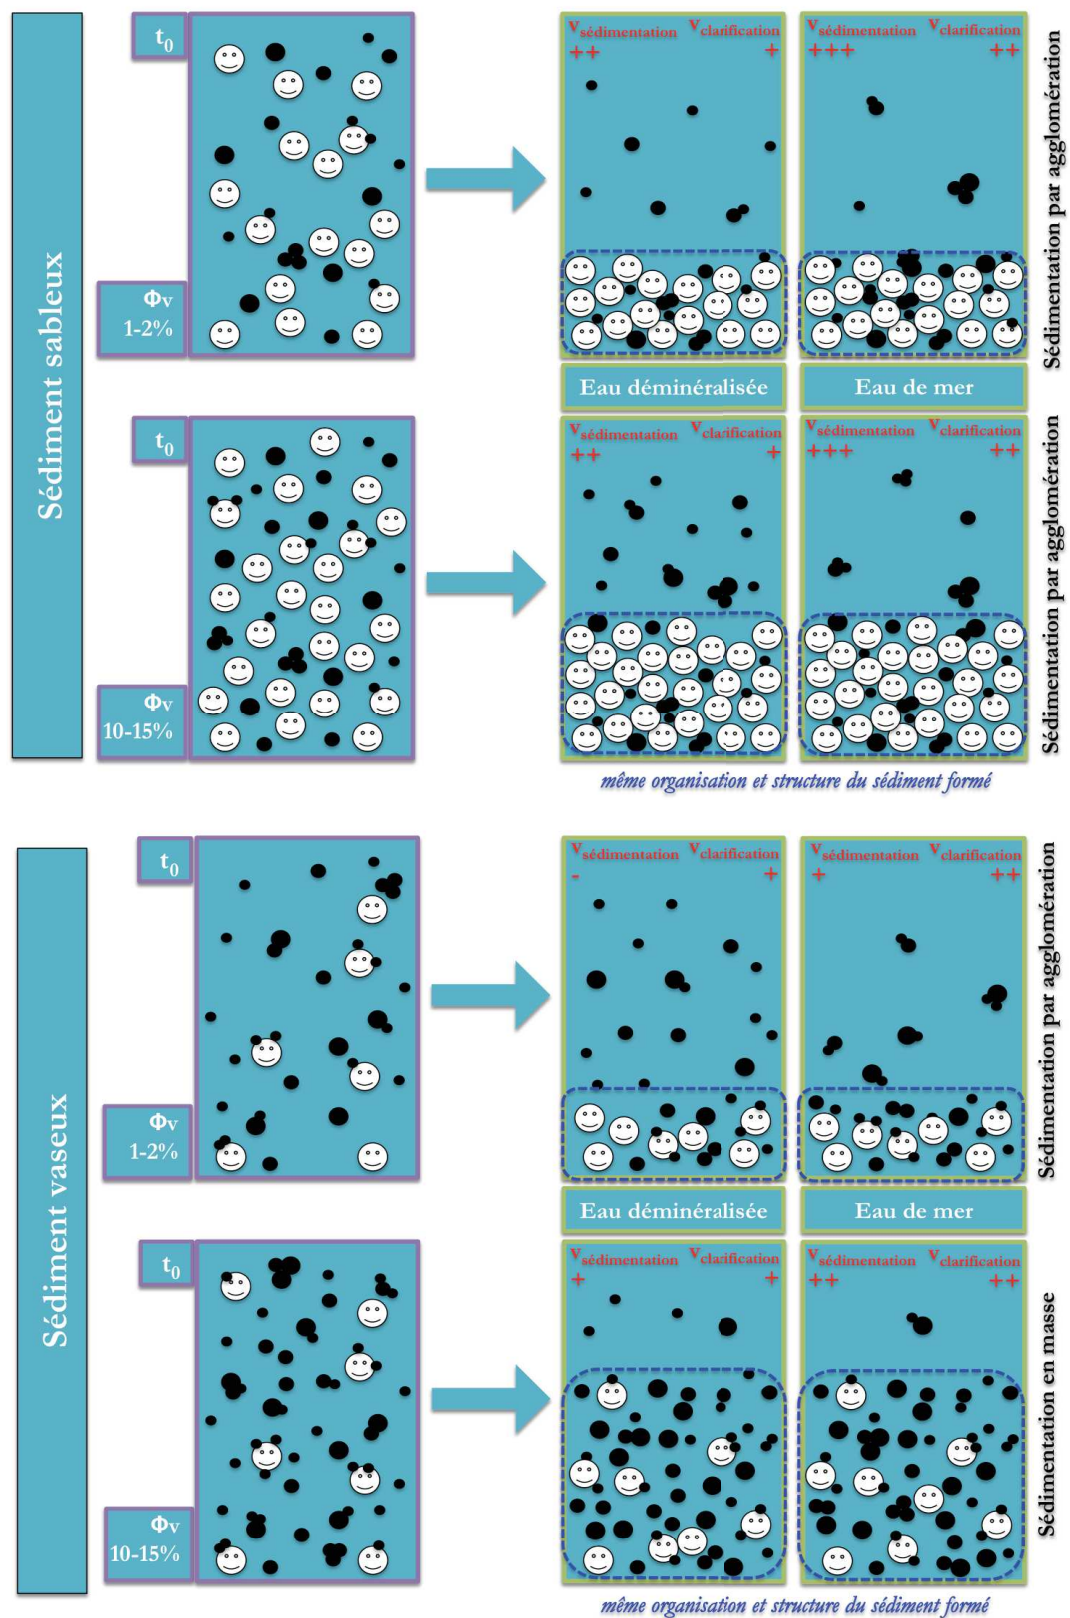 Sédiment sableux
t0
Φv
1-2%
vsédimentation vclarification
++ +
vsédimentation vclarification
+++ ++
Sédimentation par agglomération
Eau déminéralisée
Eau de mer
t0
Φv
10-15%
vsédimentation vclarification
++ +
vsédimentation vclarification
+++ ++
Sédimentation par agglomération
même organisation et structure du sédiment formé
Sédiment vaseux
t0
Φv
1-2%
vsédimentation vclarification
- +
vsédimentation vclarification
+ ++
Sédimentation par agglomération
Eau déminéralisée
Eau de mer
t0
Φv
10-15%
vsédimentation vclarification
+ +
vsédimentation vclarification
++ ++
Sédimentation en masse
même organisation et structure du sédiment formé